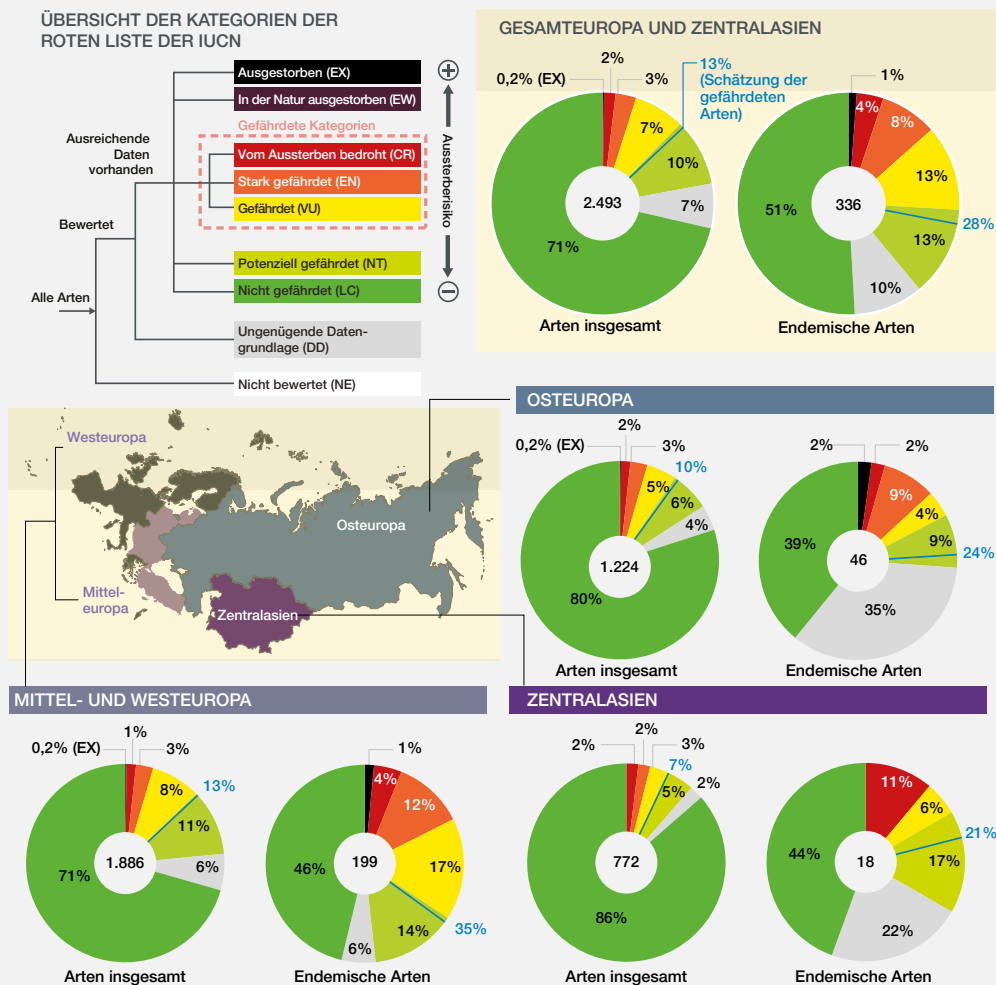 ÜBERSICHT DER KATEGORIEN DER
ROTEN LISTE DER IUCN
Ausgestorben (EX)
In der Natur ausgestorben (EW)
Gefährdete Kategorien
Vom Aussterben bedroht (CR)
Stark gefährdet (EN)
Gefährdet (VU)
Potenziell gefährdet (NT)
Nicht gefährdet (LC)
Ungenügende Daten-
grundlage (DD)
Nicht bewertet (NE)
Ausreichende
Daten
vorhanden
Bewertet
Alle Arten
+
Aussterberisiko
−
GESAMTEUROPA UND ZENTRALASIEN
0,2% (EX)
2%
3%
13%
(Schätzung der
gefährdeten
Arten)
7%
10%
7%
71%
2.493
Arten insgesamt
1%
4%
8%
13%
28%
13%
10%
51%
336
Endemische Arten
Westeuropa
Osteuropa
Mittel-
europa
Zentralasien
OSTEUROPA
0,2% (EX)
2%
3%
10%
5%
6%
4%
80%
1.224
Arten insgesamt
2%
2%
9%
4%
9%
24%
35%
39%
46
Endemische Arten
MITTEL- UND WESTEUROPA
0,2% (EX)
1%
3%
8%
13%
11%
6%
71%
1.886
Arten insgesamt
1%
4%
12%
17%
35%
14%
6%
46%
199
Endemische Arten
ZENTRALASIEN
2%
2%
3%
7%
5%
2%
86%
772
Arten insgesamt
11%
6%
21%
17%
22%
44%
18
Endemische Arten